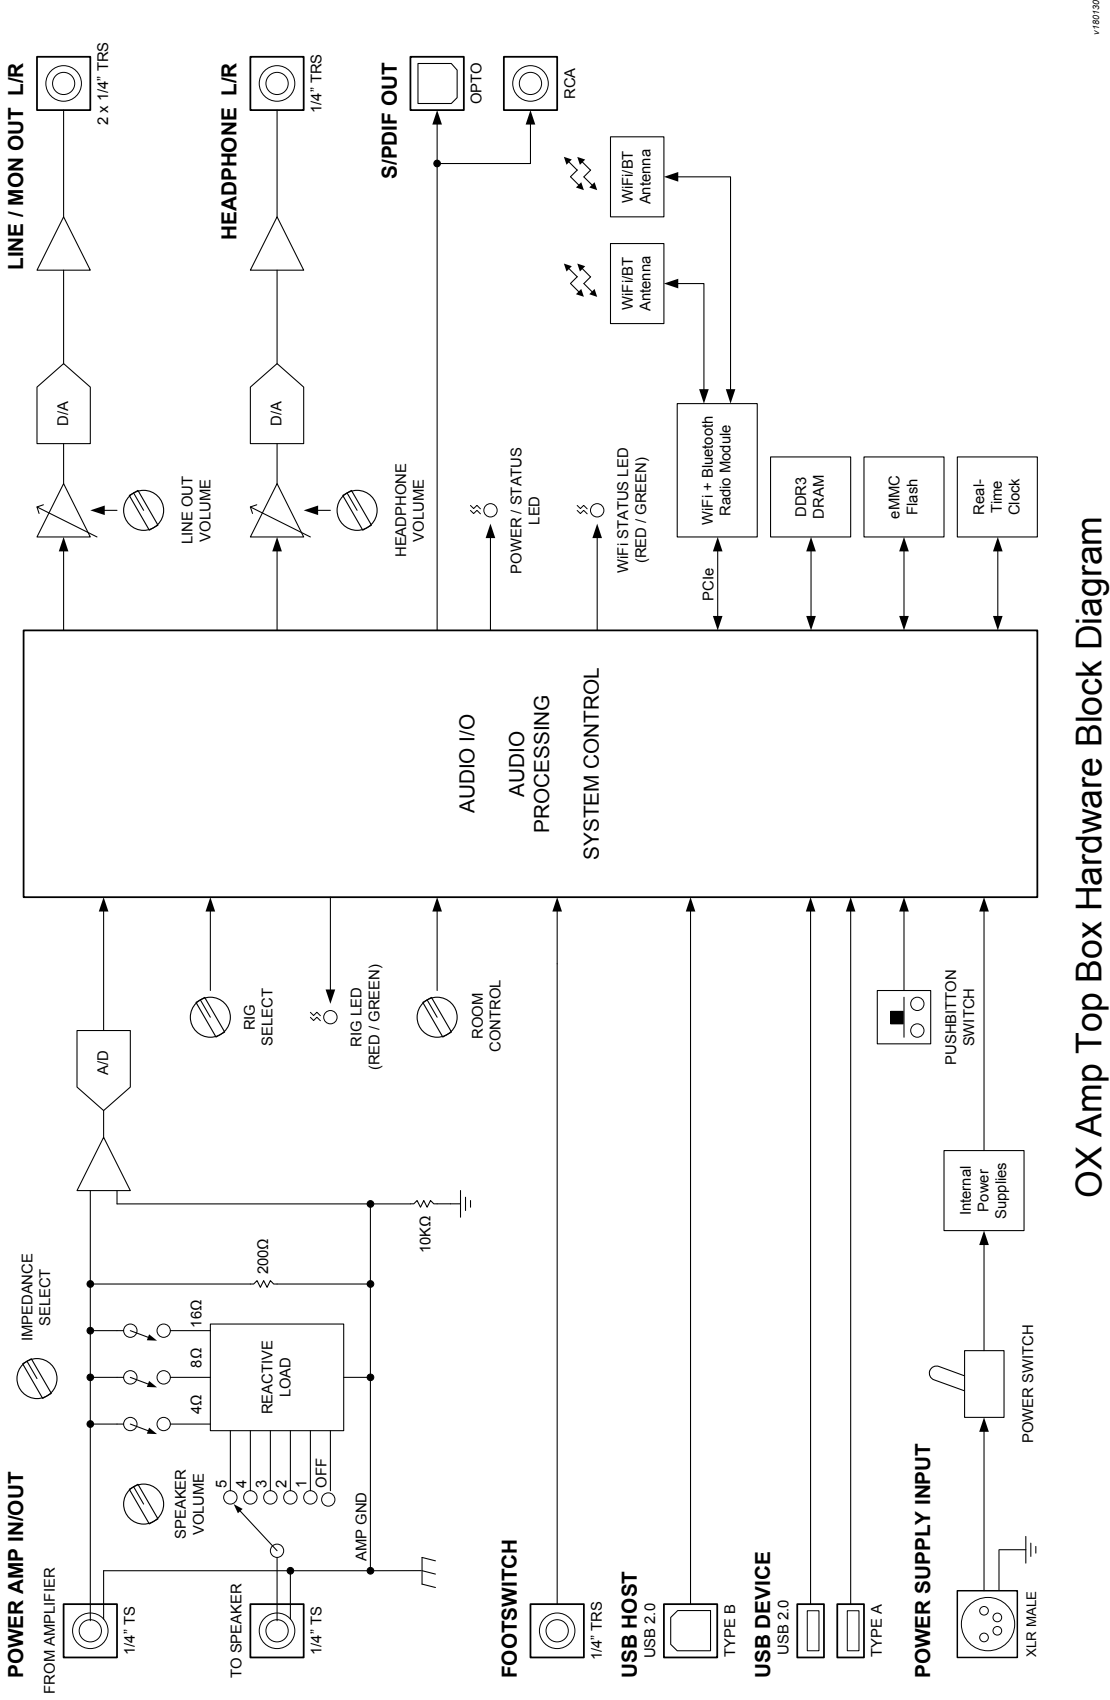 POWER AMP IN/OUT
FROM AMPLIFIER
1/4” TS
TO SPEAKER
1/4” TS
IMPEDANCE
SELECT
SPEAKER
VOLUME
4Ω
8Ω
16Ω
200Ω
10KΩ
REACTIVE
LOAD
5
4
3
2
1
OFF
AMP GND
A/D
RIG
SELECT
RIG LED
(RED / GREEN)
ROOM
CONTROL
FOOTSWITCH
1/4” TRS
USB HOST
USB 2.0
TYPE B
USB DEVICE
USB 2.0
TYPE A
PUSHBITTON
SWITCH
POWER SUPPLY INPUT
XLR MALE
POWER SWITCH
Internal
Power
Supplies
AUDIO I/O
AUDIO
PROCESSING
SYSTEM CONTROL
LINE / MON OUT L/R
2 x 1/4” TRS
D/A
LINE OUT
VOLUME
HEADPHONE L/R
1/4” TRS
D/A
HEADPHONE
VOLUME
S/PDIF OUT
OPTO
RCA
POWER / STATUS
LED
WiFi STATUS LED
(RED / GREEN)
WiFi/BT
Antenna
WiFi/BT
Antenna
WiFi + Bluetooth
Radio Module
PCIe
DDR3
DRAM
eMMC
Flash
Real-
Time
Clock
OX Amp Top Box Hardware Block Diagram
v180130